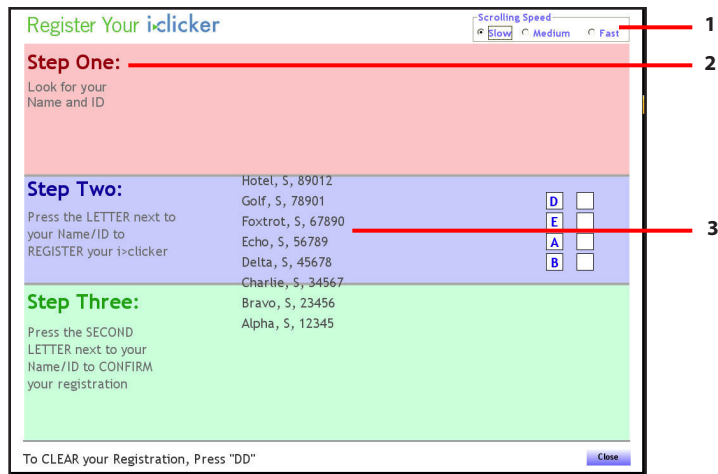 Register Your i>clicker
Scrolling Speed
Slow Medium Fast
1
Step One:
2
Look for your
Name and ID
Step Two:
Press the LETTER next to
your Name/ID to
REGISTER your i>clicker
Hotel, S, 89012
Golf, S, 78901
Foxtrot, S, 67890
Echo, S, 56789
Delta, S, 45678
Charlie, S, 34567
Bravo, S, 23456
Alpha, S, 12345
D
E
A
B
3
Step Three:
Press the SECOND
LETTER next to your
Name/ID to CONFIRM
your registration
To CLEAR your Registration, Press "DD"
Close